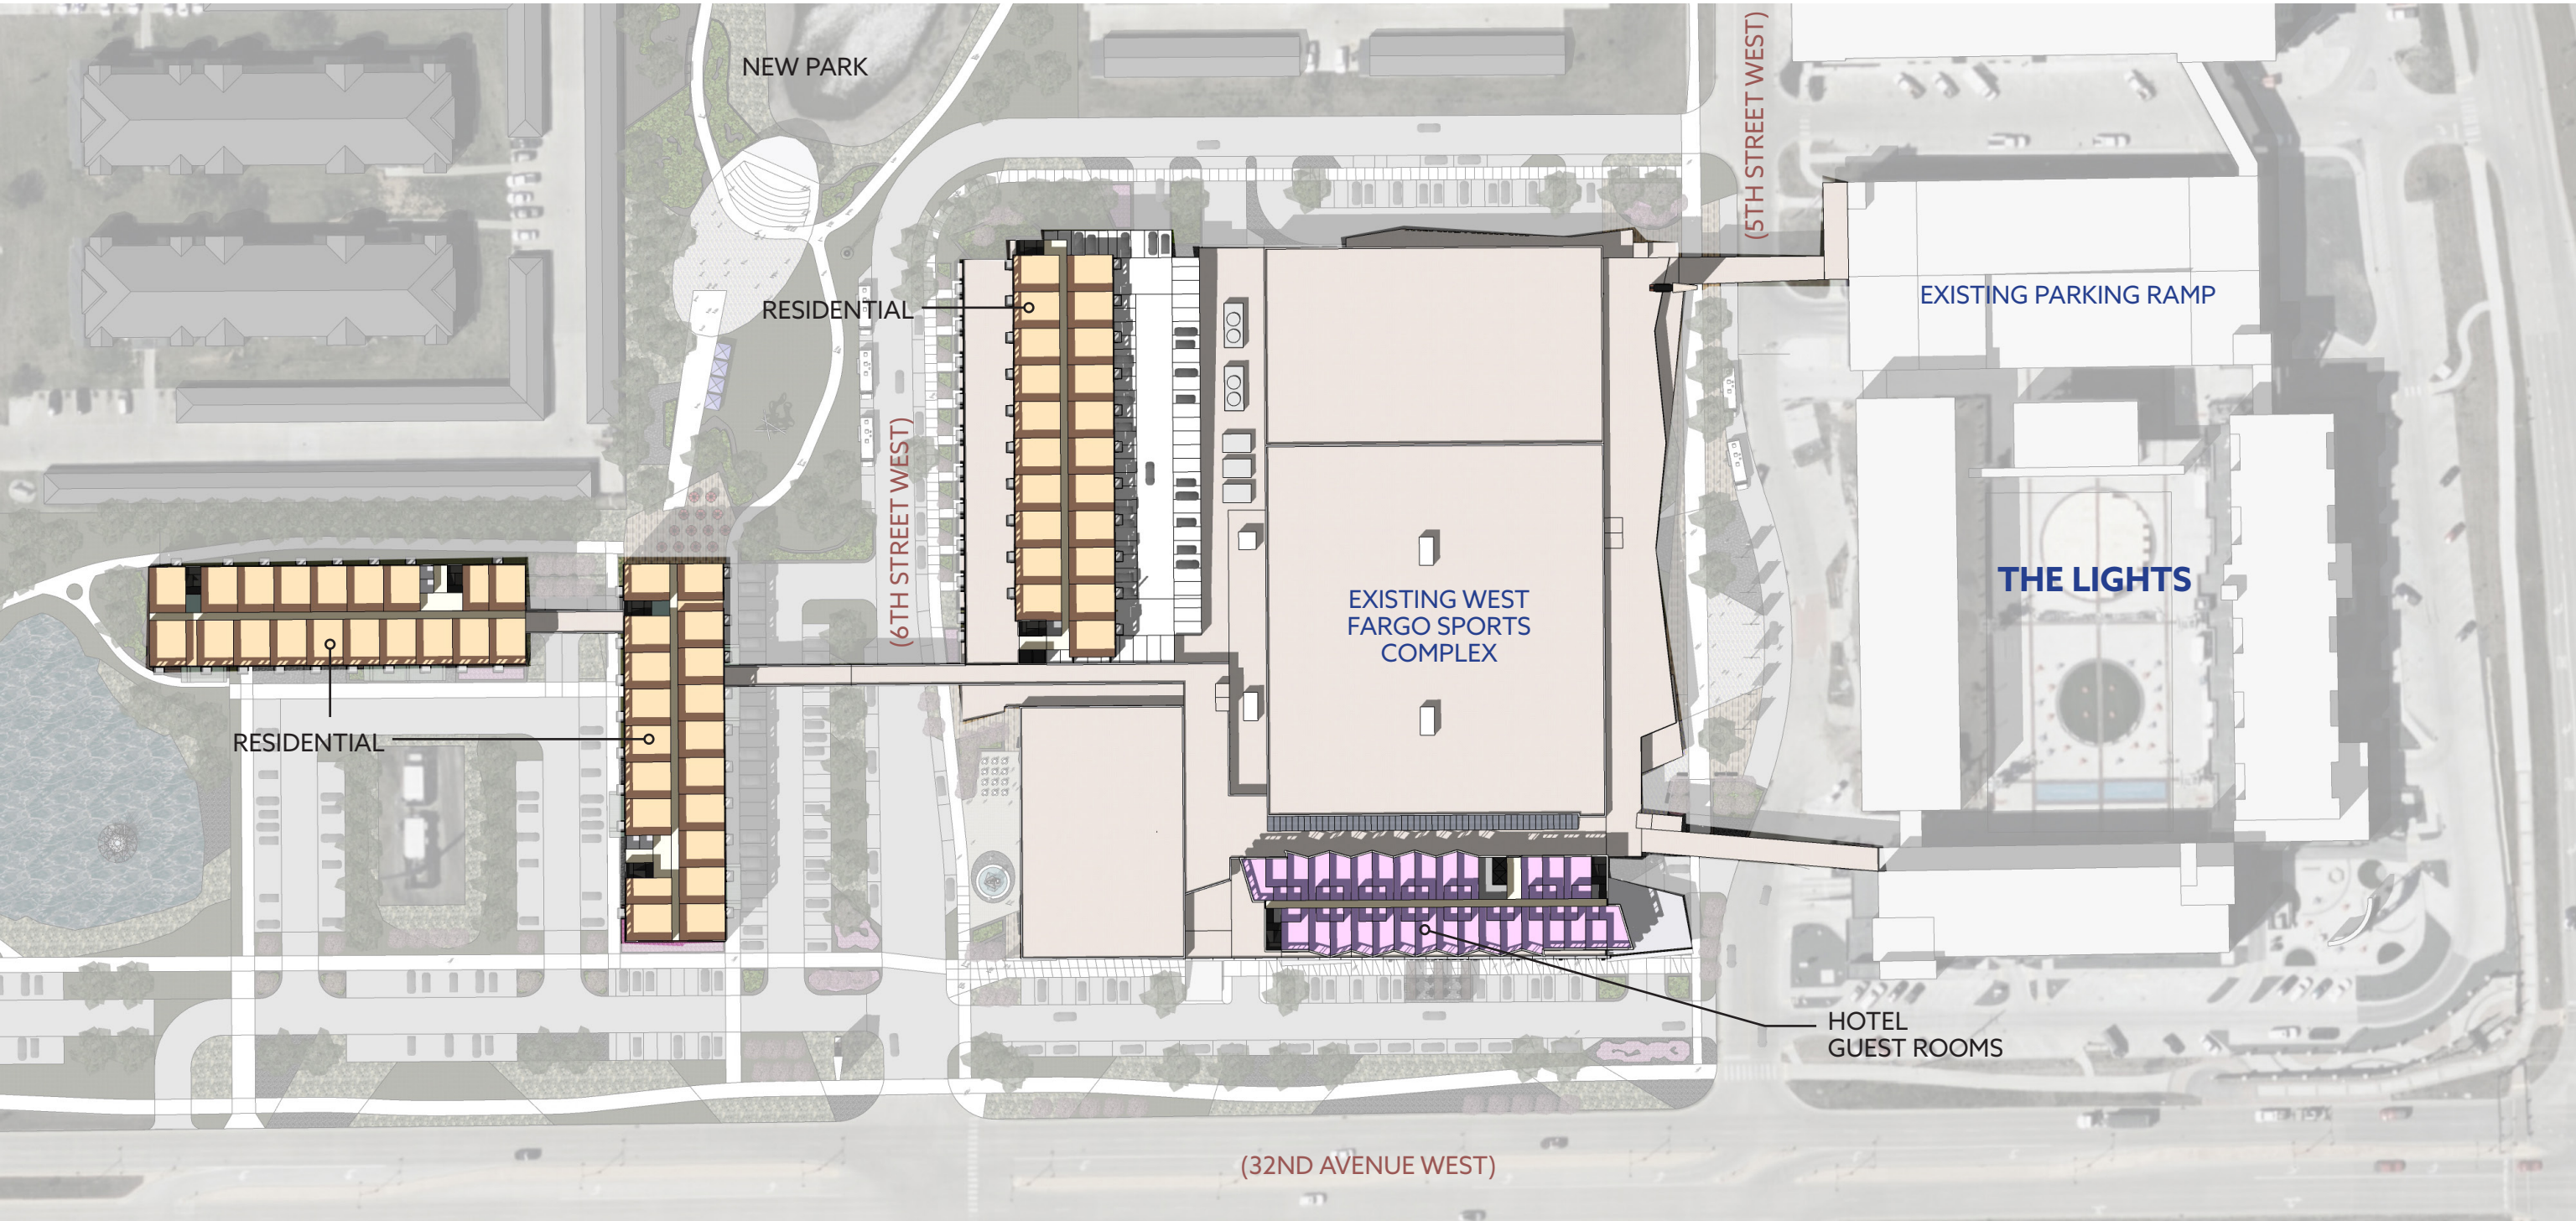 NEW PARK
(5TH STREET WEST)
RESIDENTIAL
EXISTING PARKING RAMP
(6TH STREET WEST)
EXISTING WEST
FARGO SPORTS
COMPLEX
THE LIGHTS
RESIDENTIAL
HOTEL
GUEST ROOMS
(32ND AVENUE WEST)